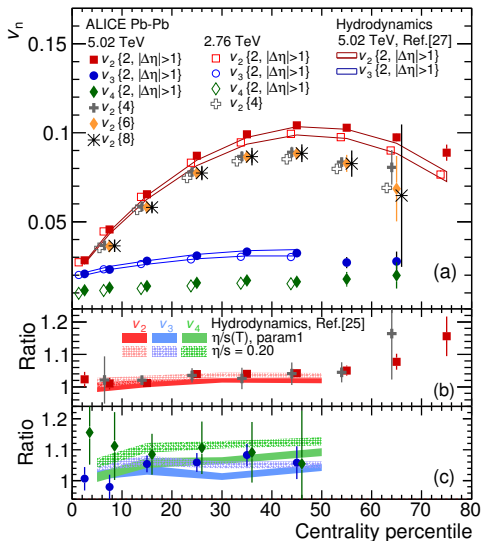 v_n
ALICE Pb-Pb
5.02 TeV
v₂{2, |Δη|>1}
v₃{2, |Δη|>1}
v₄{2, |Δη|>1}
v₂{4}
v₂{6}
v₂{8}
2.76 TeV
v₂{2, |Δη|>1}
v₃{2, |Δη|>1}
v₄{2, |Δη|>1}
v₂{4}
Hydrodynamics
5.02 TeV, Ref.[27]
v₂{2, |Δη|>1}
v₃{2, |Δη|>1}
0.15
0.1
0.05
(a)
Ratio
1.2
1.1
1
v₂ v₃ v₄ Hydrodynamics, Ref.[25]
η/s(T), param1
η/s = 0.20
(b)
Ratio
1.2
1.1
1
(c)
0 10 20 30 40 50 60 70 80
Centrality percentile